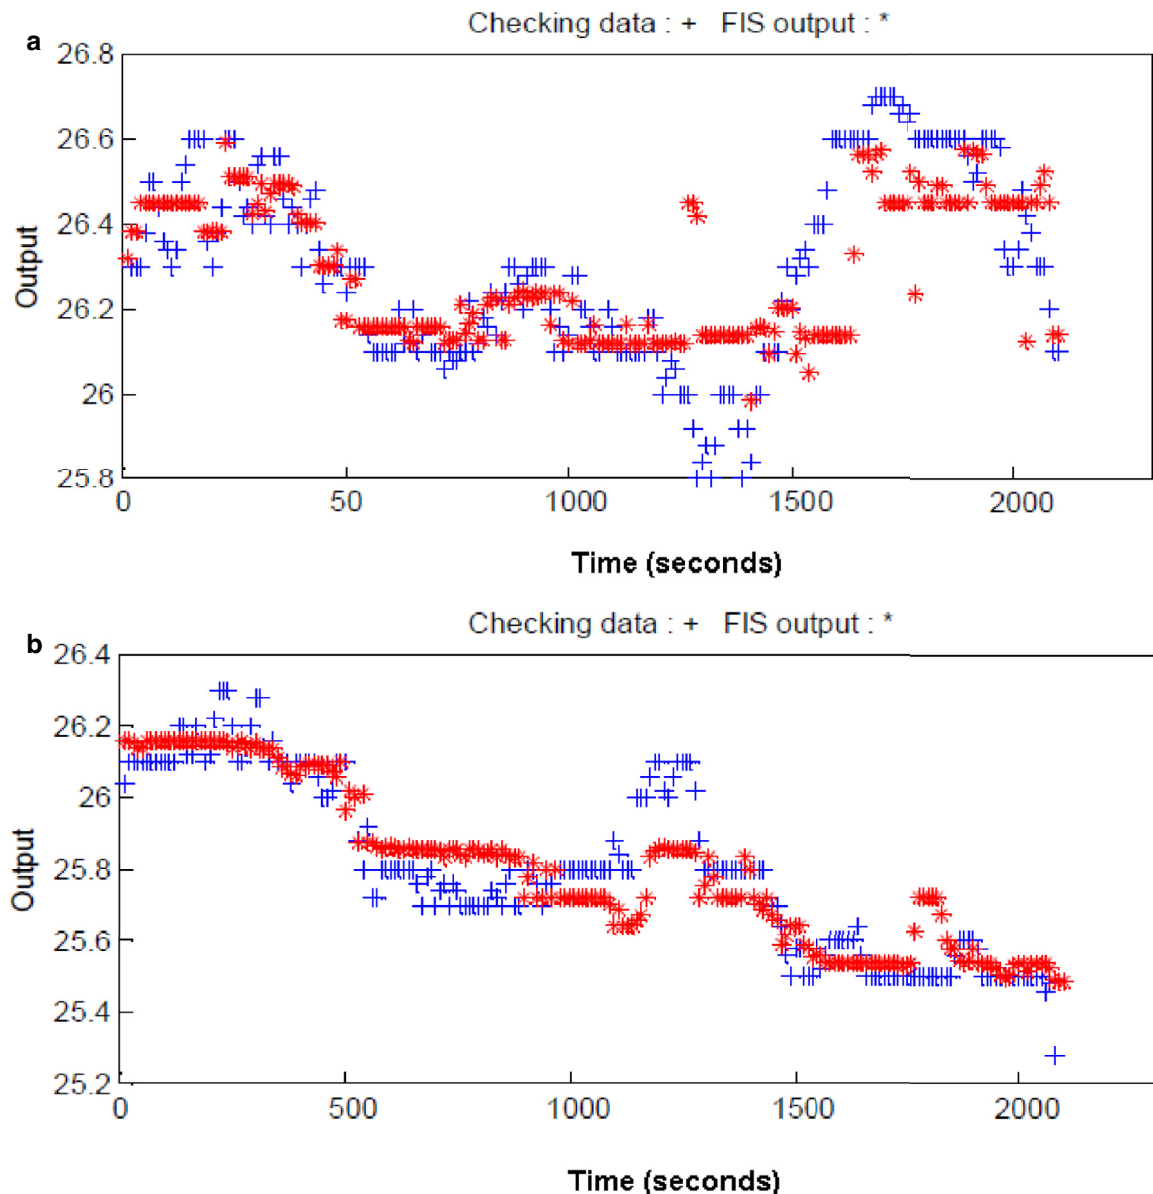 Checking data : + FIS output : *
a
26.8
26.6
26.4
26.2
26
25.8
Output
0 50 1000 1500 2000
Time (seconds)
Checking data : + FIS output : *
b
26.4
26.2
26
25.8
25.6
25.4
25.2
Output
0 500 1000 1500 2000
Time (seconds)